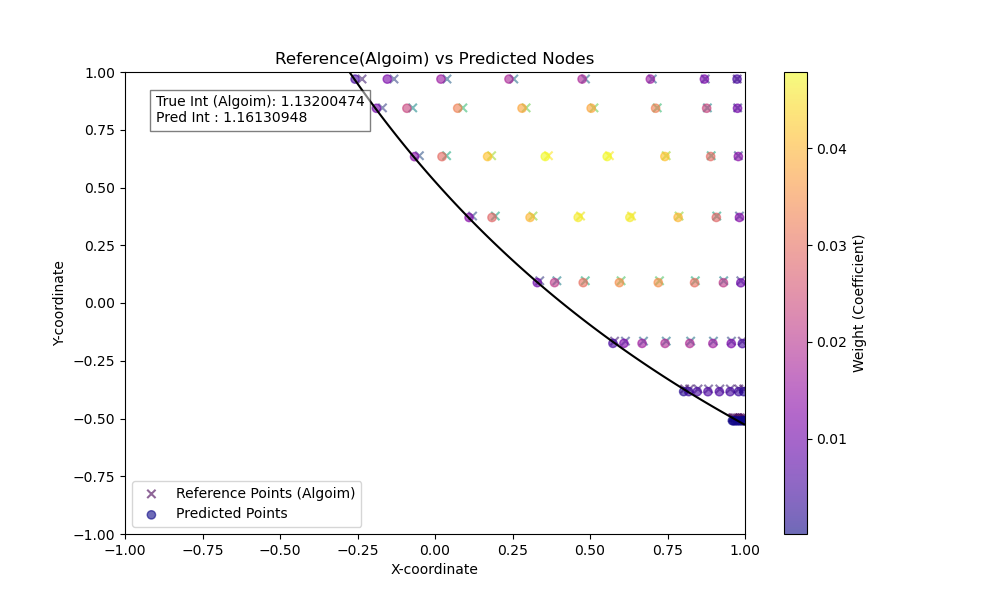 Reference(Algoim) vs Predicted Nodes
True Int (Algoim): 1.13200474
Pred Int : 1.16130948
1.00
0.75
0.50
0.25
0.00
−0.25
−0.50
−0.75
−1.00
Y-coordinate
Reference Points (Algoim)
Predicted Points
−1.00 −0.75 −0.50 −0.25 0.00 0.25 0.50 0.75 1.00
X-coordinate
0.04
0.03
0.02
0.01
Weight (Coefficient)